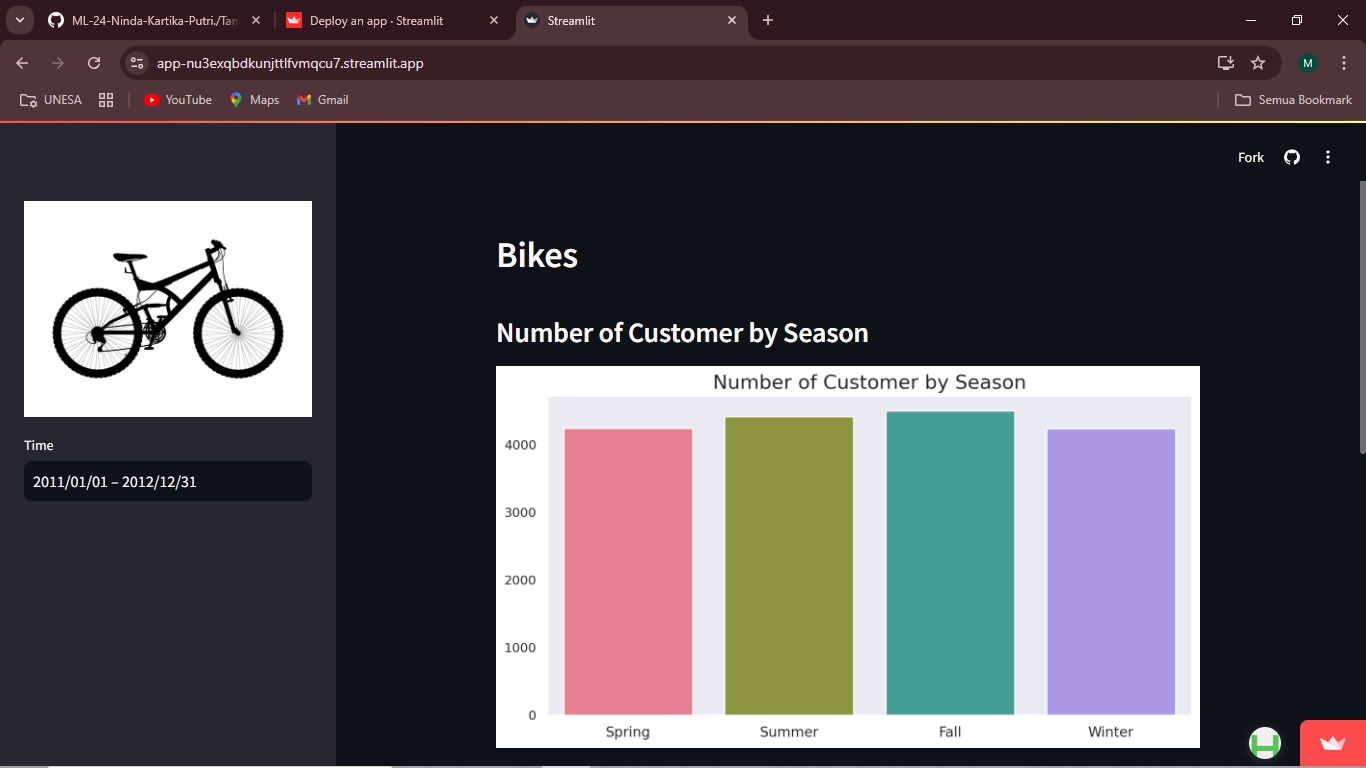 ML-24-Ninda-Kartika-Putri./Tam
Deploy an app · Streamlit
Streamlit
app-nu3exqbdkunjttlfvmqcu7.streamlit.app
M
UNESA
YouTube
Maps
Gmail
Semua Bookmark
Fork
Time
2011/01/01 – 2012/12/31
Bikes
Number of Customer by Season
Number of Customer by Season
4000
3000
2000
1000
0
Spring Summer Fall Winter